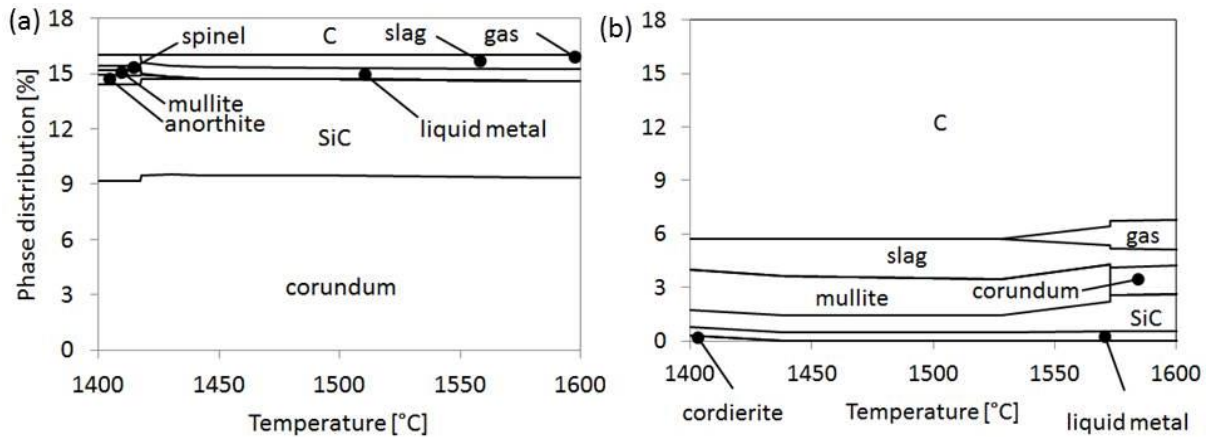 (a)
Phase distribution [%]
18
15
12
9
6
3
0
spinel
C
slag
gas
mullite
anorthite
SiC
liquid metal
corundum
1400
1450
1500
1550
1600
Temperature [°C]
(b)
18
15
12
9
6
3
0
C
gas
slag
mullite
corundum
SiC
1400
1450
1500
1550
1600
cordierite
Temperature [°C]
liquid metal